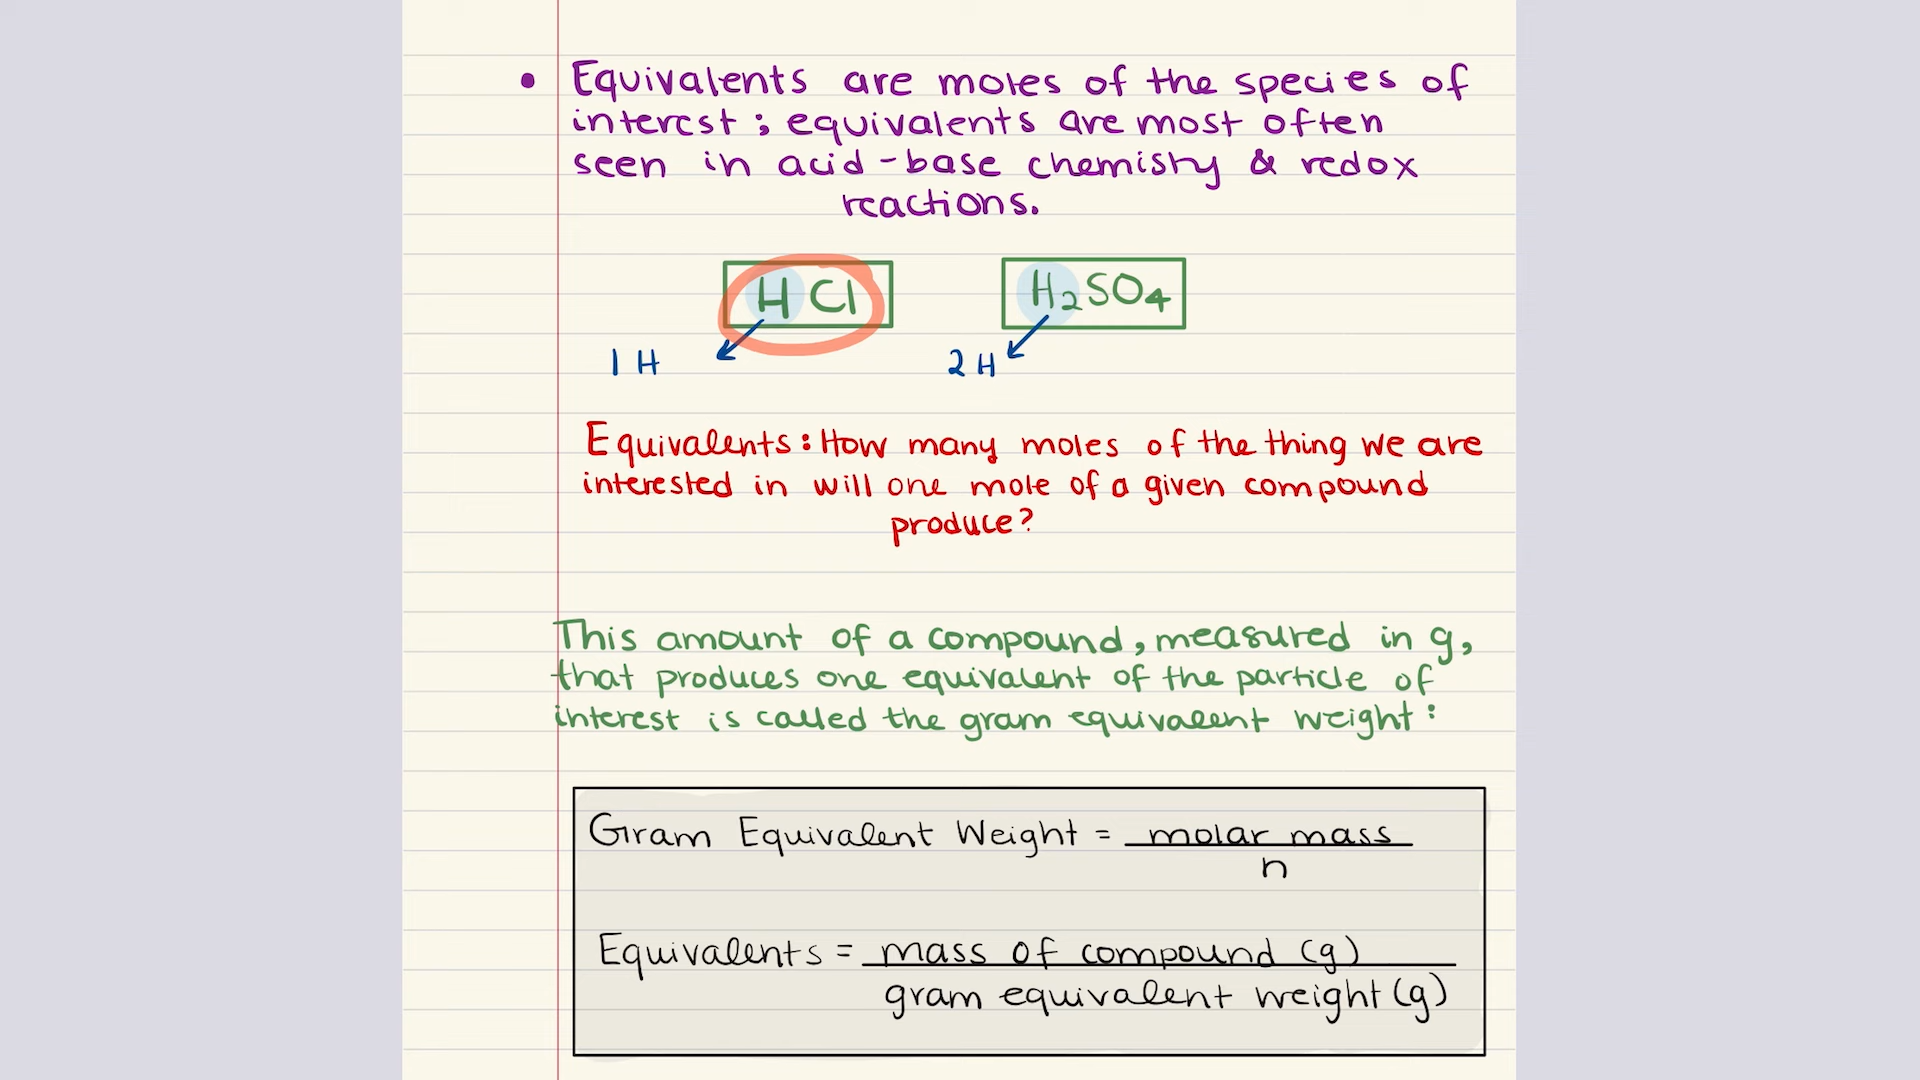 • Equivalents are moles of the species of
interest; equivalents are most often
seen in acid-base chemistry & redox
reactions.
HCl H₂SO₄
1 H 2 H
Equivalents: How many moles of the thing we are
interested in will one mole of a given compound
produce?
This amount of a compound, measured in g,
that produces one equivalent of the particle of
interest is called the gram equivalent weight:
Gram Equivalent Weight = molar mass
n
Equivalents = mass of compound (g)
gram equivalent weight (g)